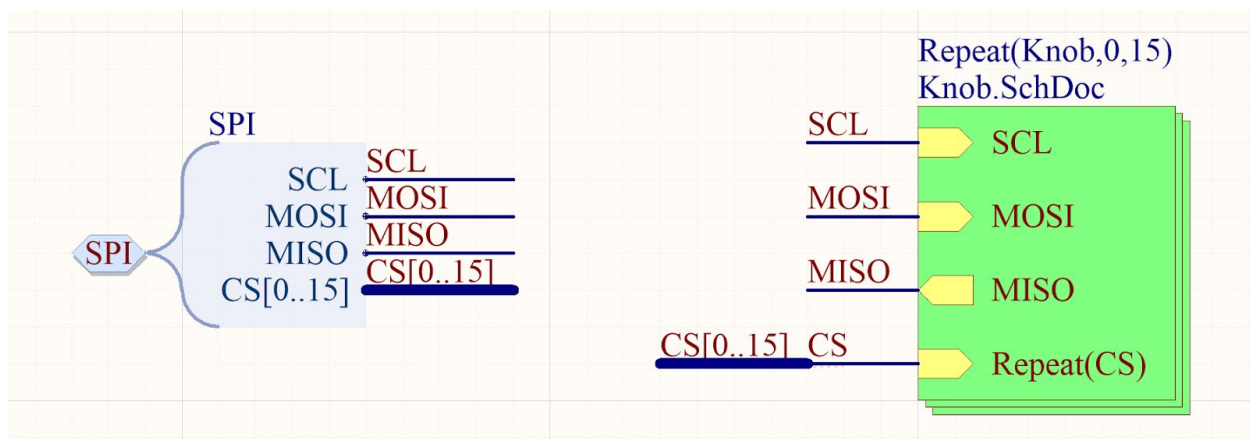 SPI
SPI
SCL
MOSI
MISO
CS[0..15]
SCL
MOSI
MISO
CS[0..15]
Repeat(Knob,0,15)
Knob.SchDoc
SCL
SCL
MOSI
MOSI
MISO
MISO
CS[0..15]
CS
Repeat(CS)